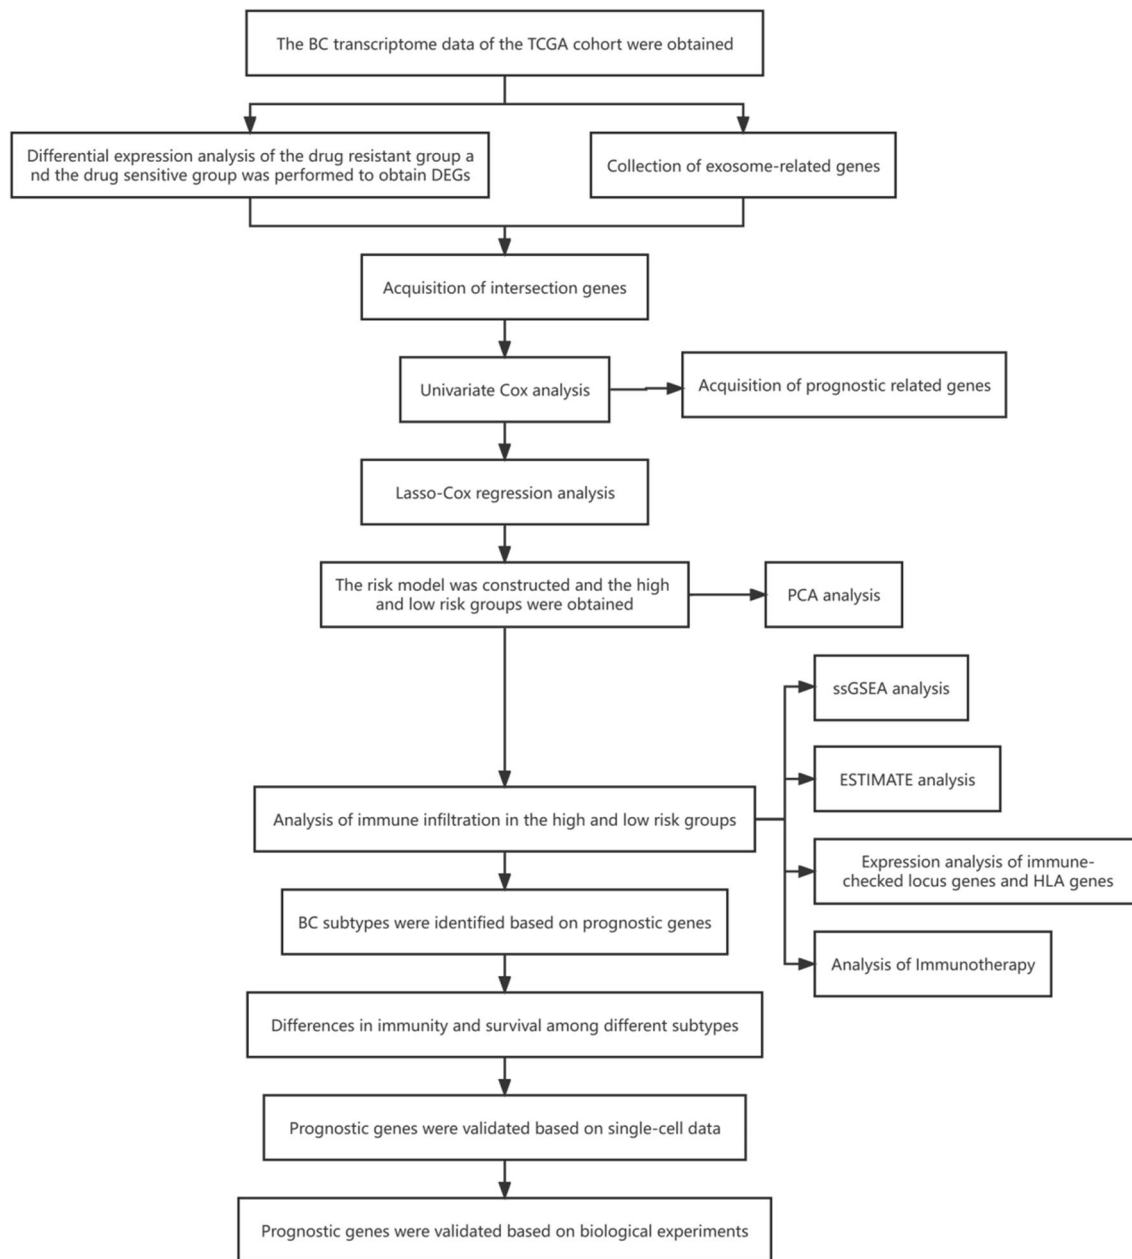 The BC transcriptome data of the TCGA cohort were obtained
Differential expression analysis of the drug resistant group a
nd the drug sensitive group was performed to obtain DEGs
Collection of exosome-related genes
Acquisition of intersection genes
Univariate Cox analysis
Acquisition of prognostic related genes
Lasso-Cox regression analysis
The risk model was constructed and the high
and low risk groups were obtained
PCA analysis
ssGSEA analysis
ESTIMATE analysis
Analysis of immune infiltration in the high and low risk groups
Expression analysis of immune-
checked locus genes and HLA genes
BC subtypes were identified based on prognostic genes
Analysis of Immunotherapy
Differences in immunity and survival among different subtypes
Prognostic genes were validated based on single-cell data
Prognostic genes were validated based on biological experiments